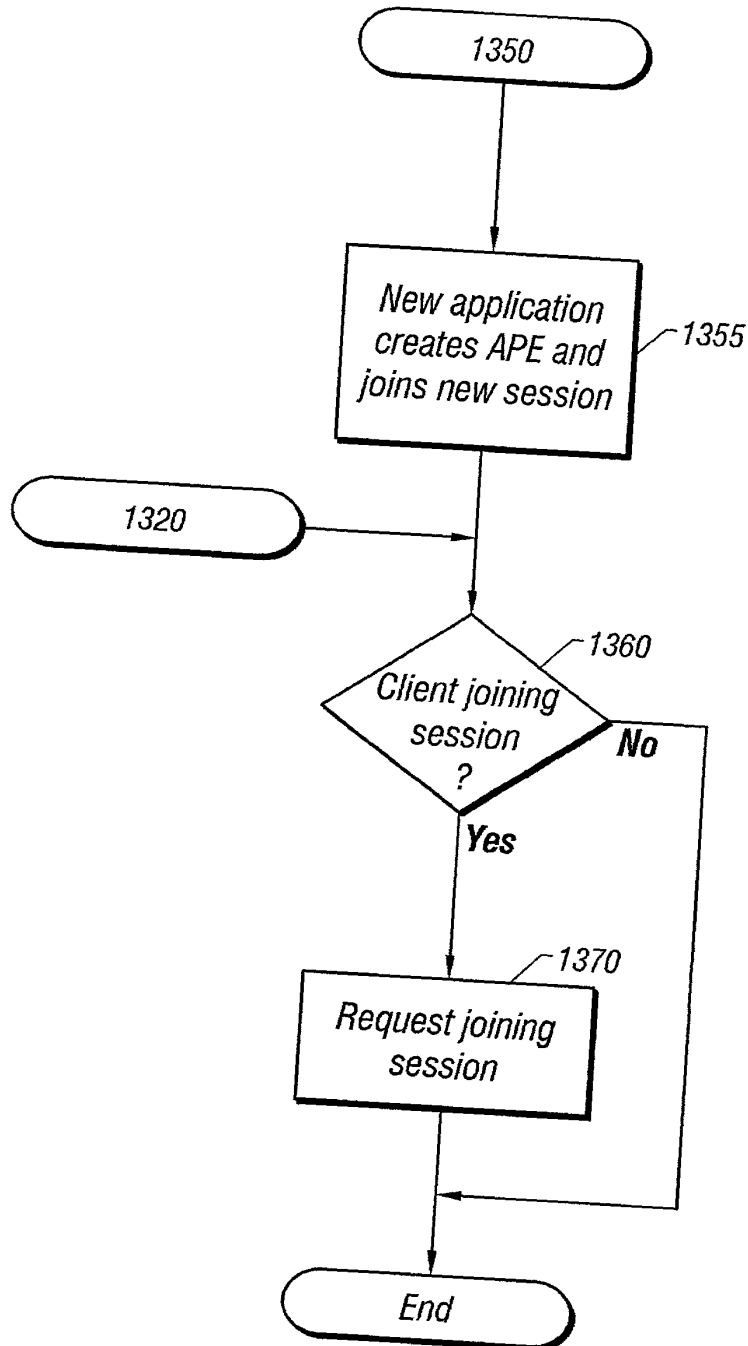 1350
New application
creates APE and
joins new session
1355
1320
1360
Client joining
session
?
No
Yes
1370
Request joining
session
End